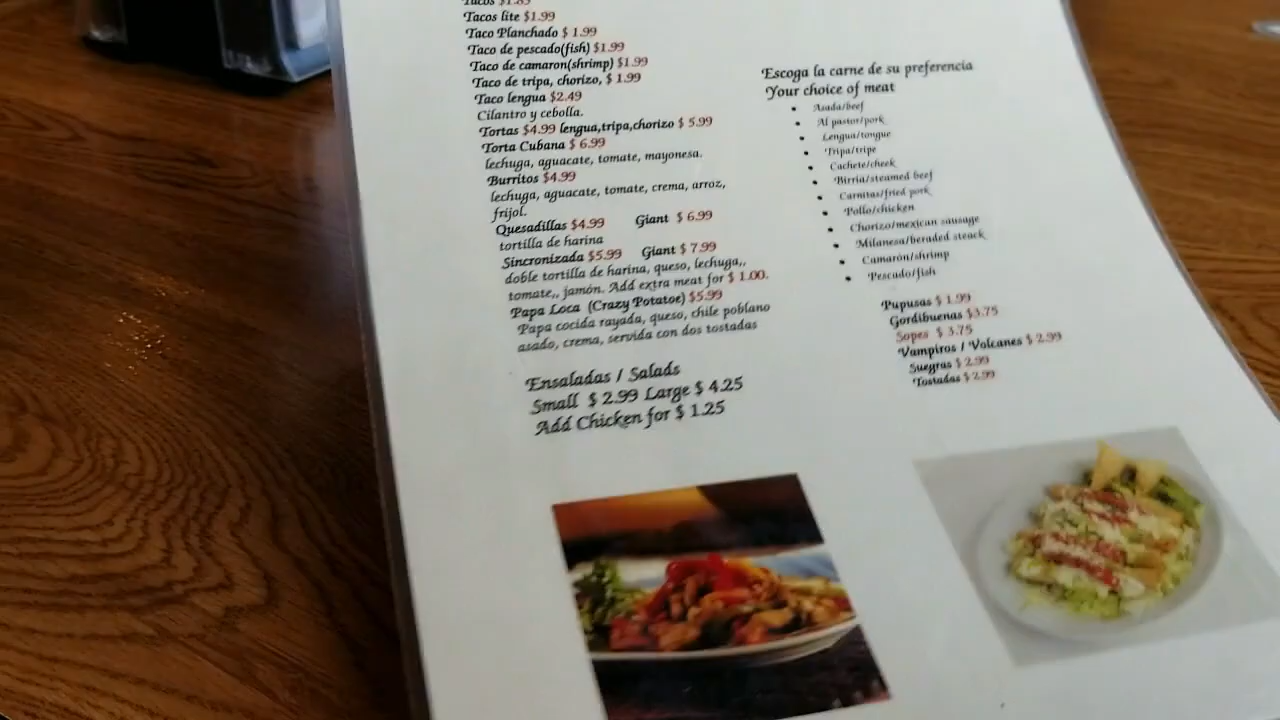 Tacos $1.89
Tacos lite $1.99
Taco Planchado $ 1.99
Taco de pescado(fish) $1.99
Taco de camaron(shrimp) $1.99
Taco de tripa, chorizo, $ 1.99
Taco lengua $2.49
Cilantro y cebolla.
Tortas $4.99 lengua,tripa,chorizo $ 5.99
Torta Cubana $ 6.99
lechuga, aguacate, tomate, mayonesa.
Burritos $4.99
lechuga, aguacate, tomate, crema, arroz,
frijol.
Quesadillas $4.99 Giant $ 6.99
tortilla de harina
Sincronizada $5.99 Giant $ 7.99
doble tortilla de harina, queso, lechuga,,
tomate,, jamón. Add extra meat for $ 1.00.
Papa Loca (Crazy Potatoe) $5.99
Papa cocida rayada, queso, chile poblano
asado, crema, servida con dos tostadas
Ensaladas / Salads
Small $ 2.99 Large $ 4.25
Add Chicken for $ 1.25
Escoga la carne de su preferencia
Your choice of meat
• Asada/beef
• Al pastor/pork
• Lengua/tongue
• Tripa/tripe
• Cachete/cheek
• Birria/steamed beef
• Carnitas/fried pork
• Pollo/chicken
• Chorizo/mexican sausage
• Milanesa/beraded steack
• Camarón/shrimp
• Pescado/fish
Pupusas $ 1.99
Gordibuenas $3.75
Sopes $ 3.75
Vampiros / Volcanes $ 2.99
Suegras $ 2.99
Tostadas $ 2.99